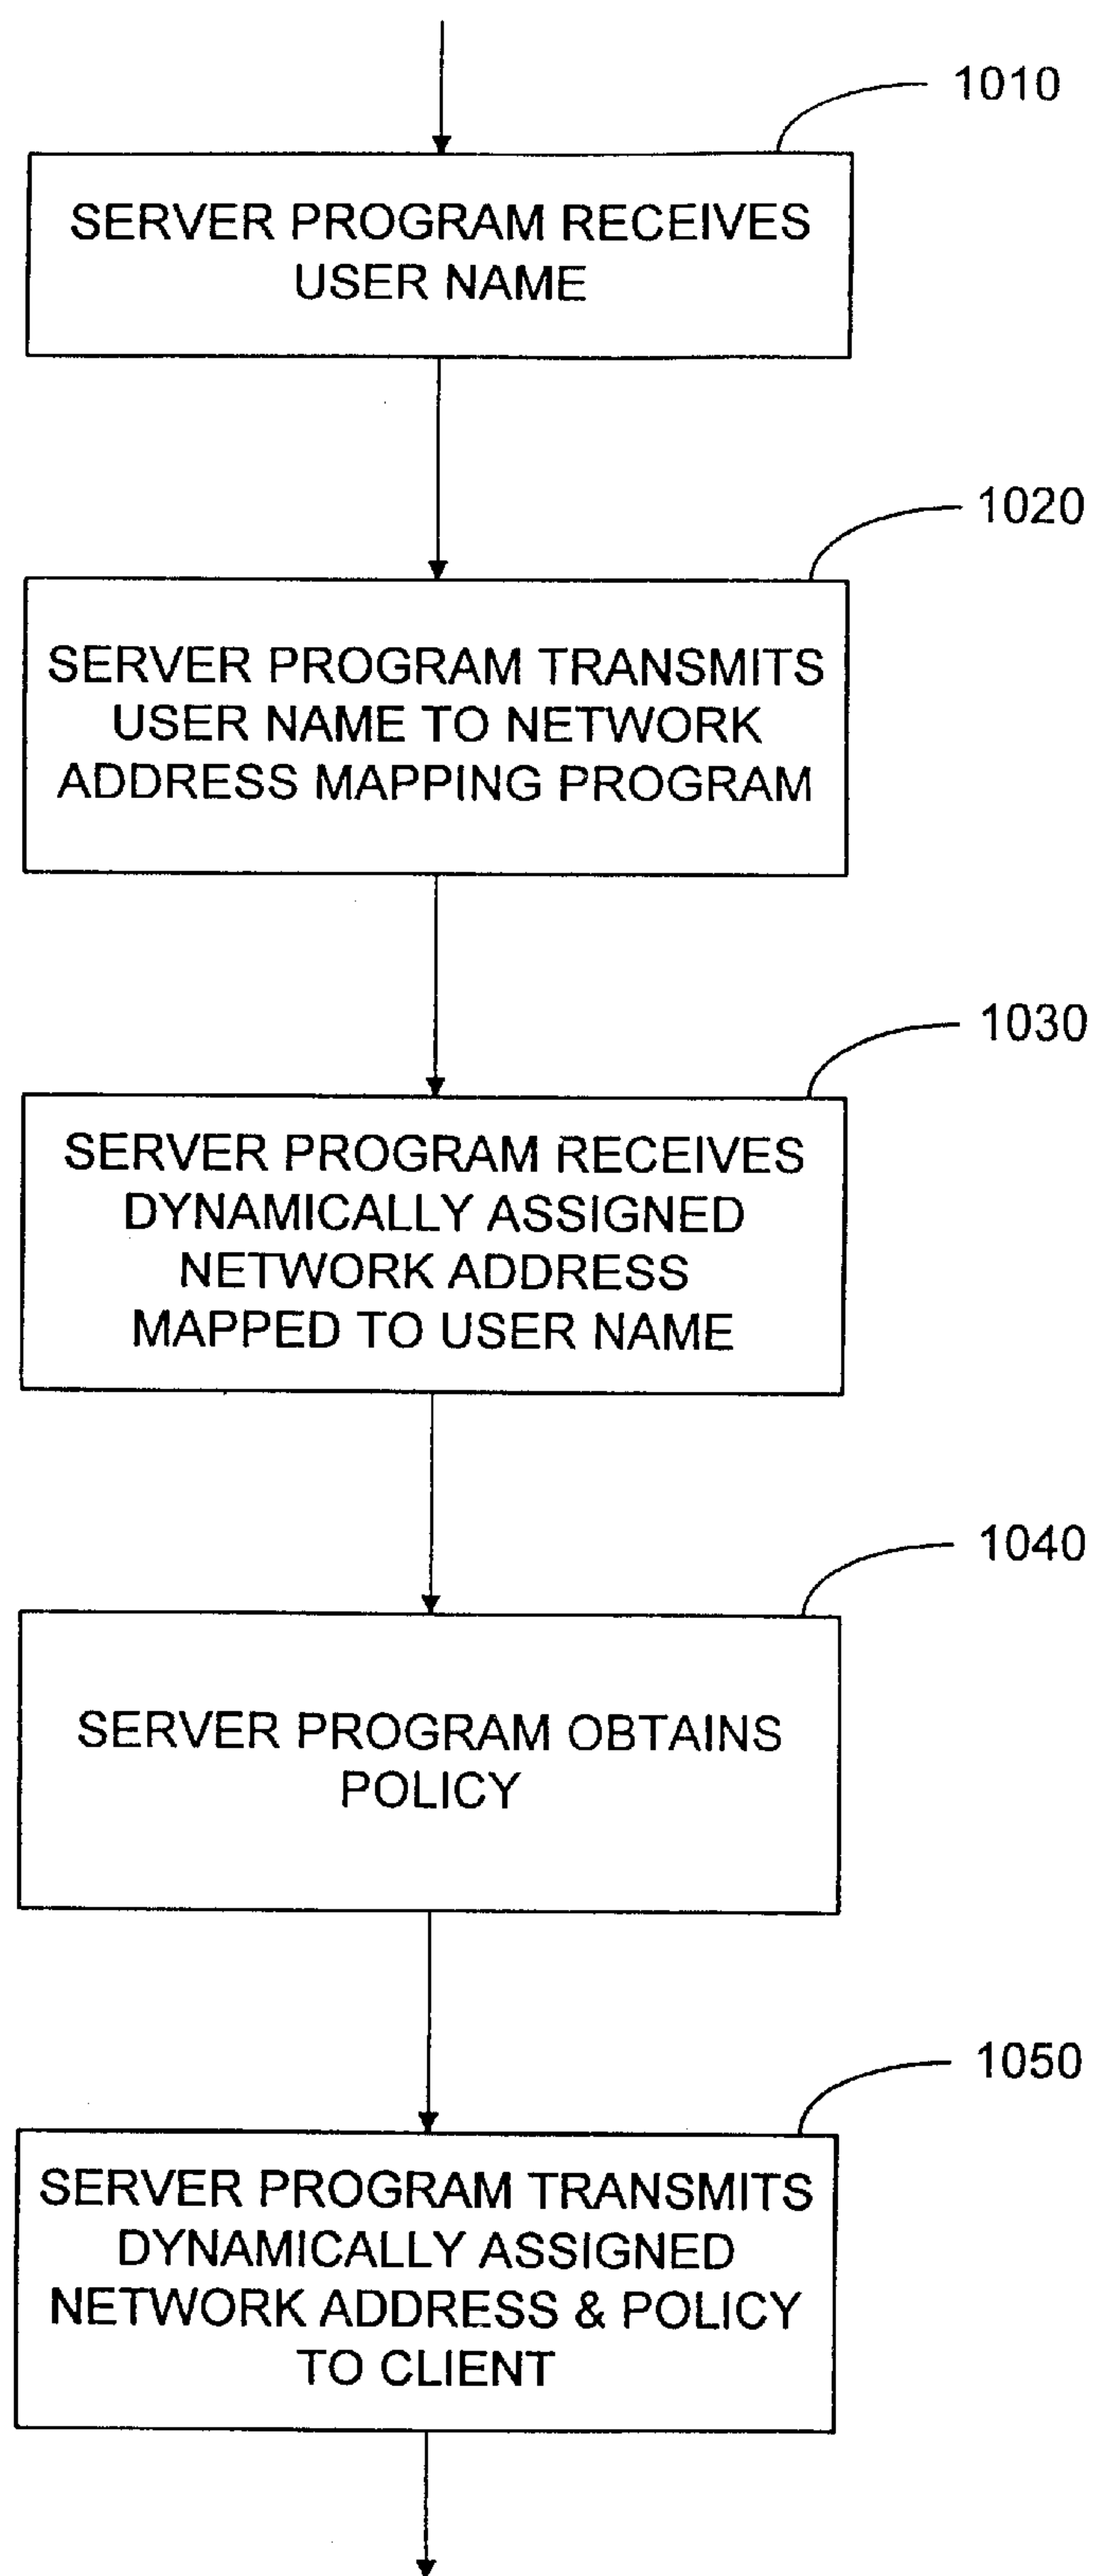 1010
SERVER PROGRAM RECEIVES
USER NAME
1020
SERVER PROGRAM TRANSMITS
USER NAME TO NETWORK
ADDRESS MAPPING PROGRAM
1030
SERVER PROGRAM RECEIVES
DYNAMICALLY ASSIGNED
NETWORK ADDRESS
MAPPED TO USER NAME
1040
SERVER PROGRAM OBTAINS
POLICY
1050
SERVER PROGRAM TRANSMITS
DYNAMICALLY ASSIGNED
NETWORK ADDRESS & POLICY
TO CLIENT